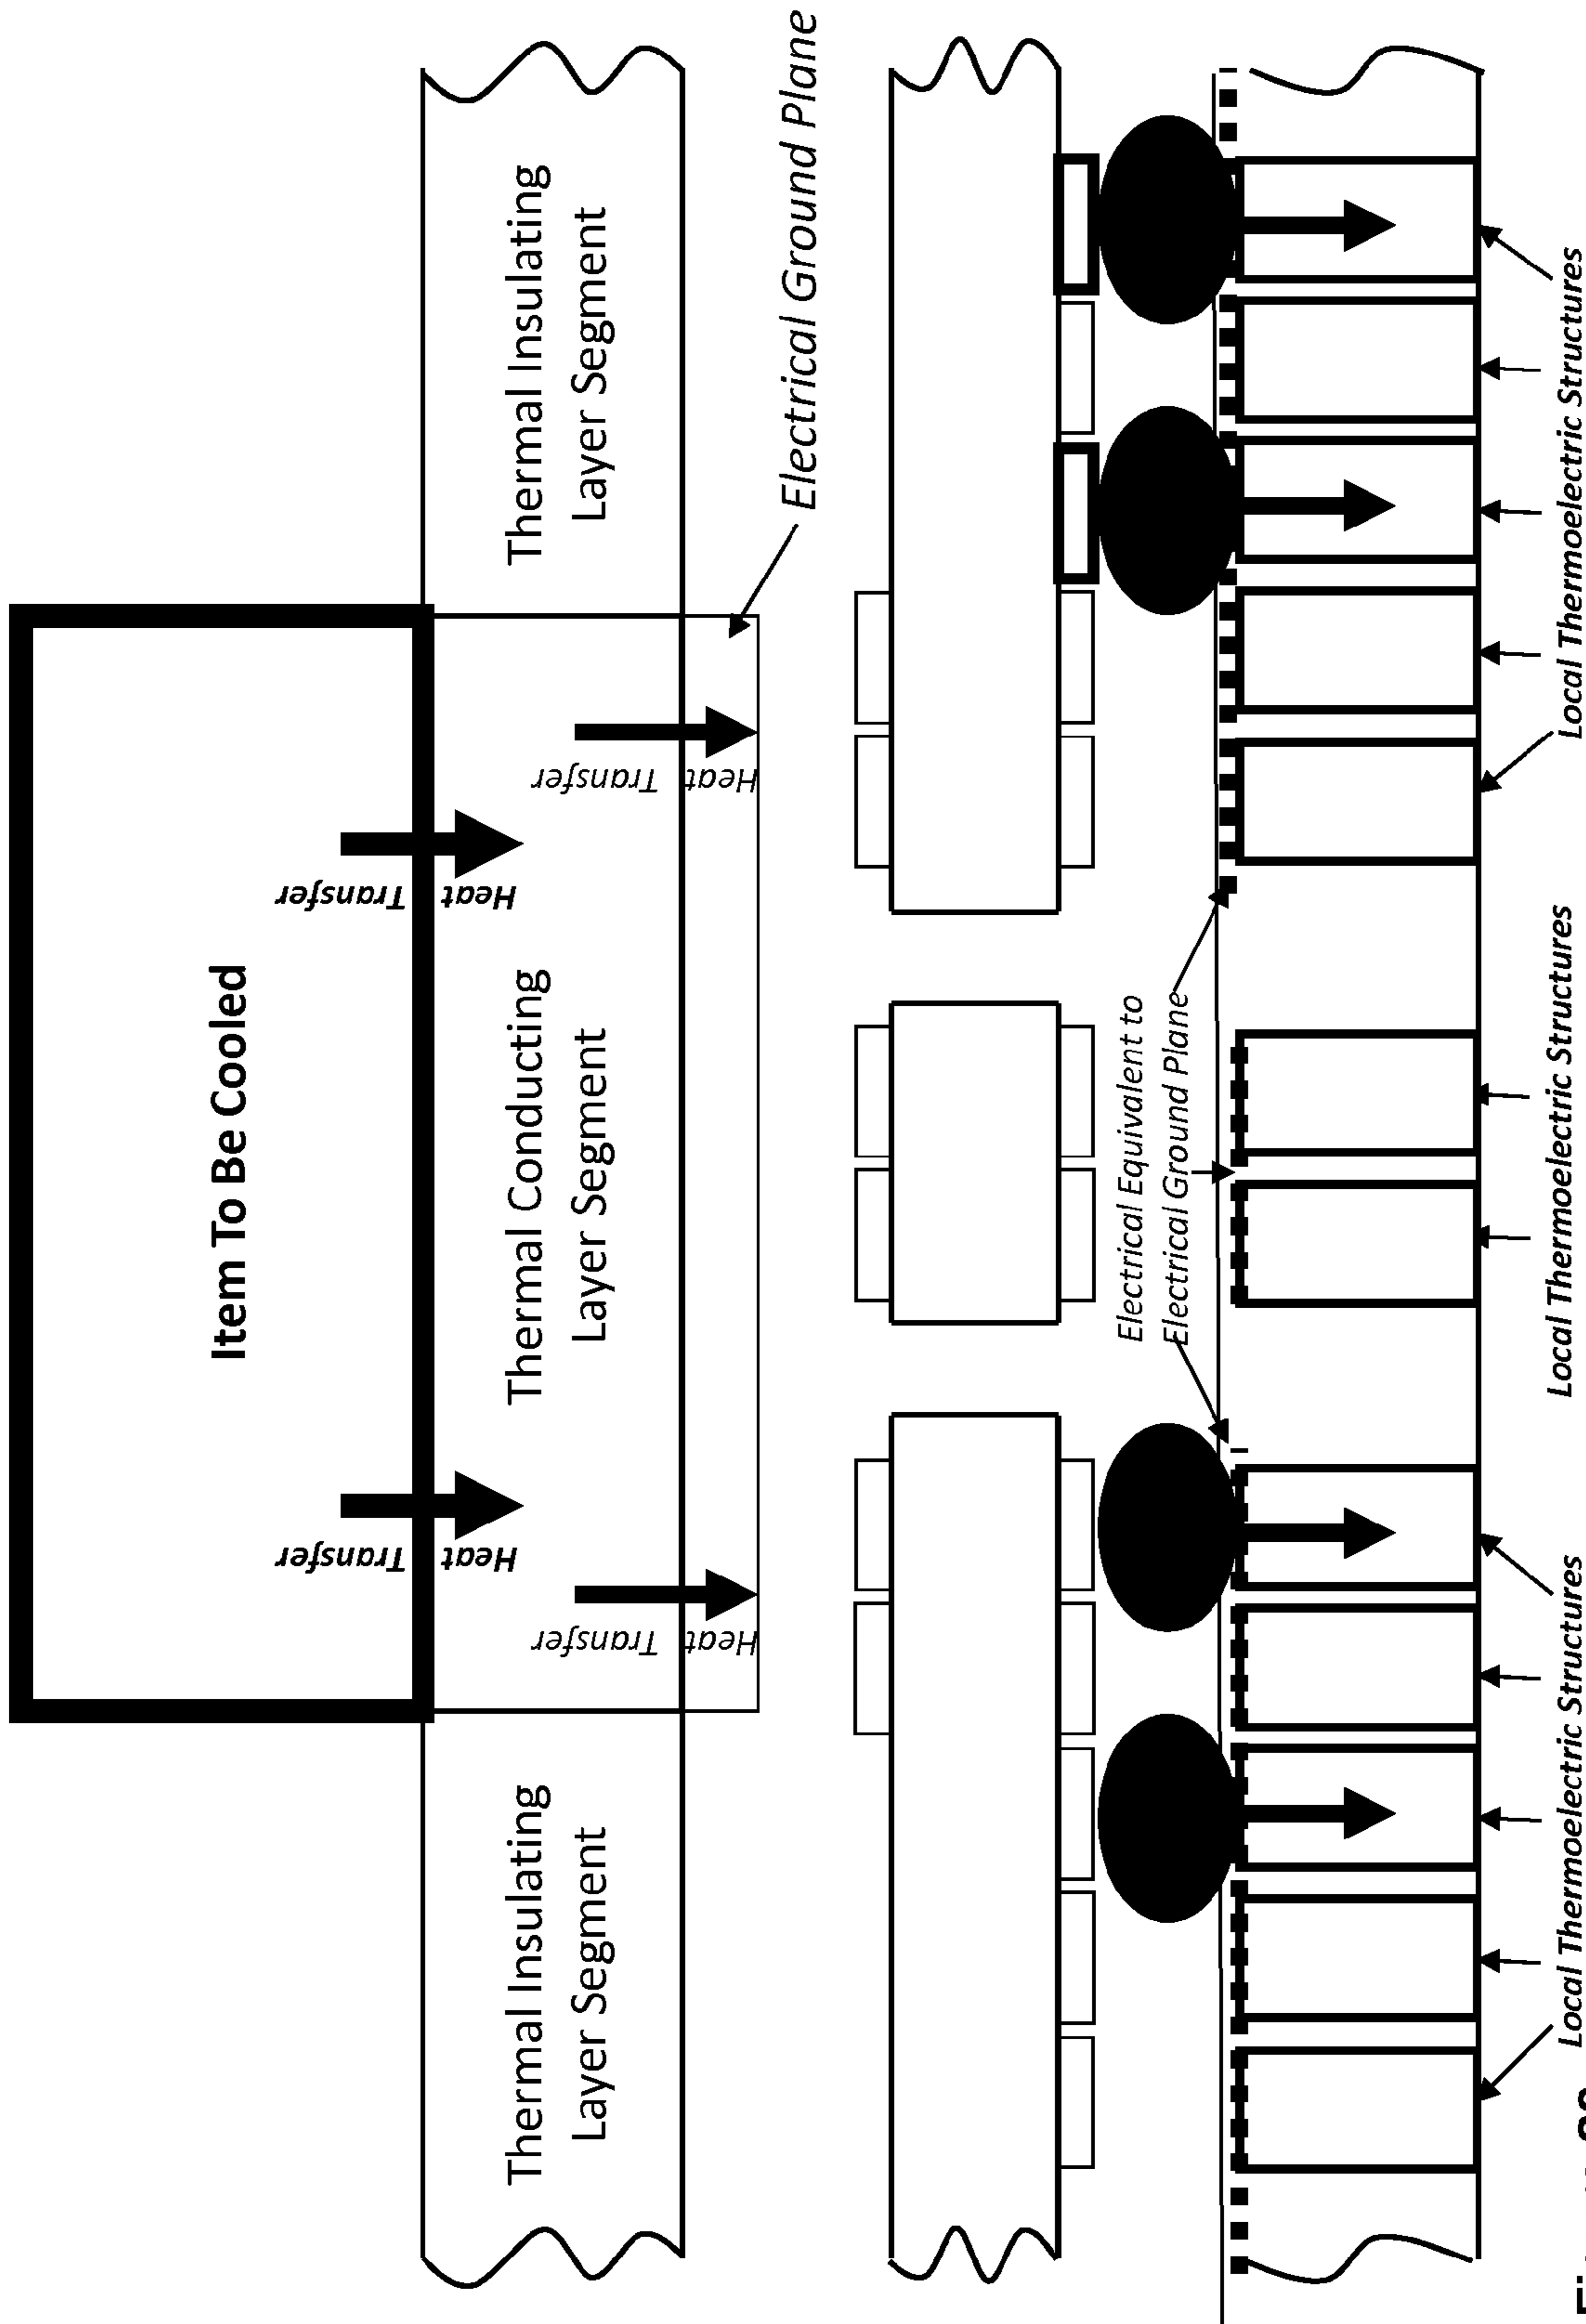 Item To Be Cooled
Heat
Transfer
Heat
Transfer
Thermal Insulating
Layer Segment
Thermal Conducting
Layer Segment
Thermal Insulating
Layer Segment
Heat
Transfer
Heat
Transfer
Electrical Ground Plane
Electrical Equivalent to
Electrical Ground Plane
Local Thermoelectric Structures
Local Thermoelectric Structures
Local Thermoelectric Structures